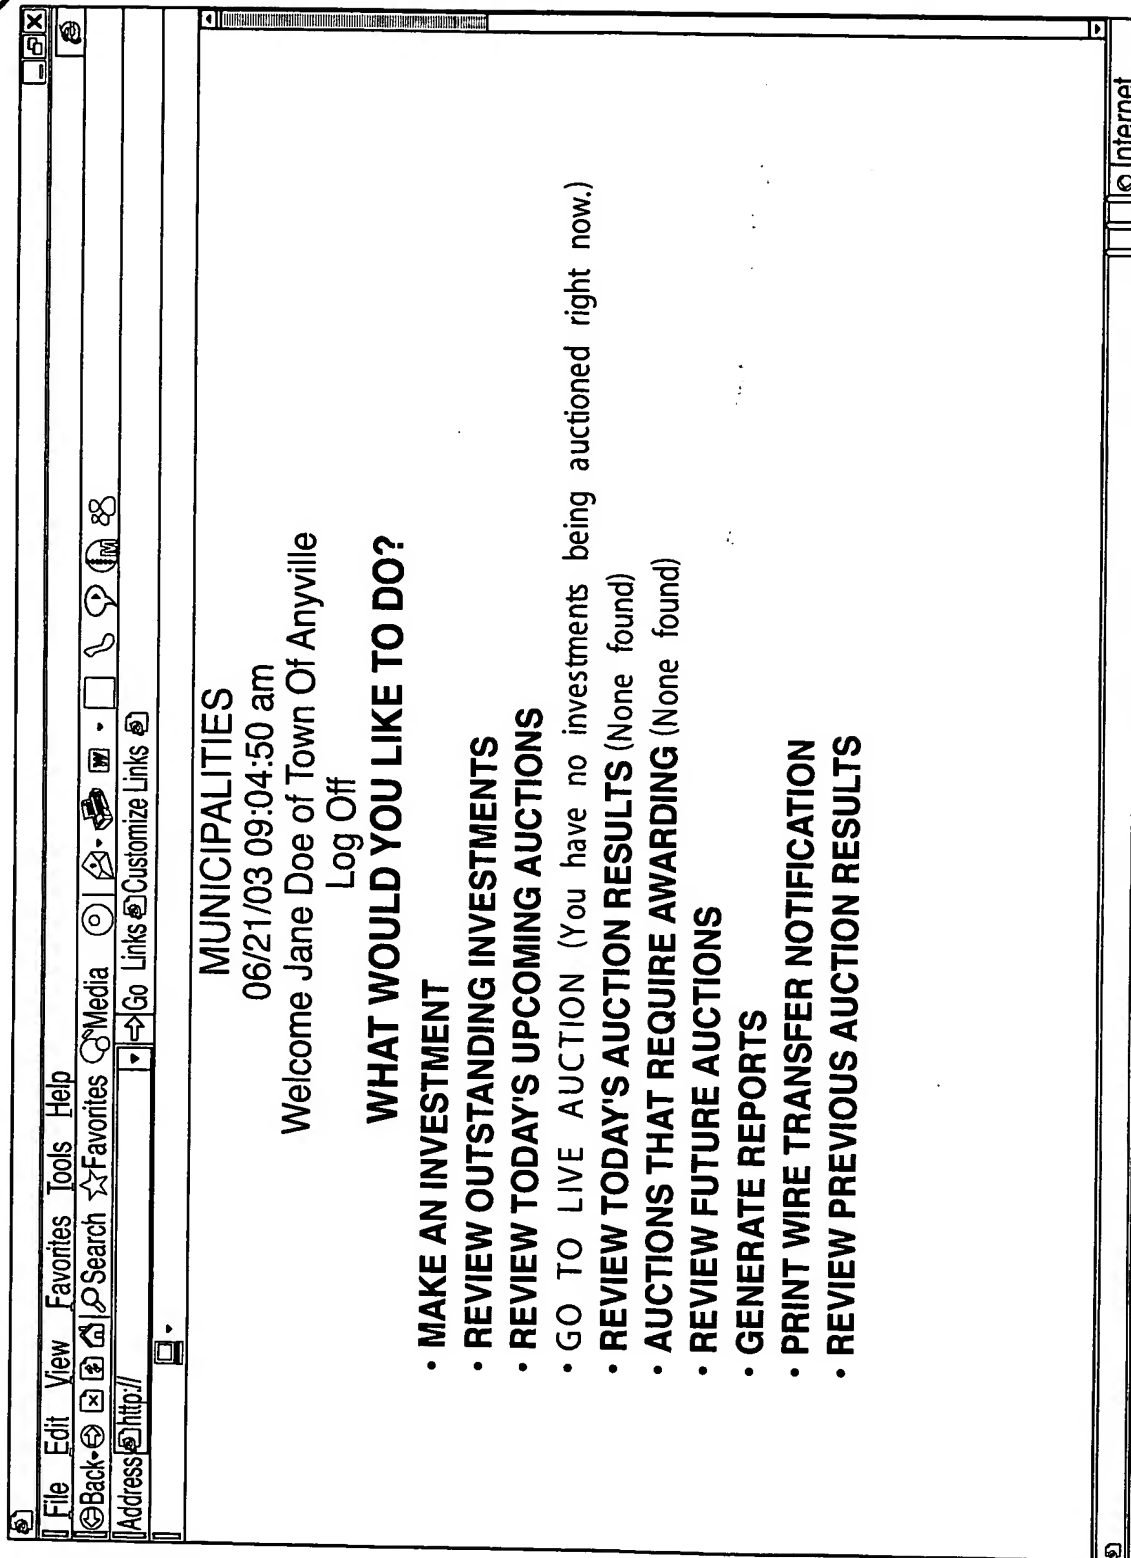 File Edit View Favorites Tools Help
Back Search Favorites Media
Address http:// Go Links Customize Links
MUNICIPALITIES
06/21/03 09:04:50 am
Welcome Jane Doe of Town Of Anyville
Log Off
WHAT WOULD YOU LIKE TO DO?
• MAKE AN INVESTMENT
• REVIEW OUTSTANDING INVESTMENTS
• REVIEW TODAY'S UPCOMING AUCTIONS
• GO TO LIVE AUCTION (You have no investments being auctioned right now.)
• REVIEW TODAY'S AUCTION RESULTS (None found)
• AUCTIONS THAT REQUIRE AWARDING (None found)
• REVIEW FUTURE AUCTIONS
• GENERATE REPORTS
• PRINT WIRE TRANSFER NOTIFICATION
• REVIEW PREVIOUS AUCTION RESULTS
Internet